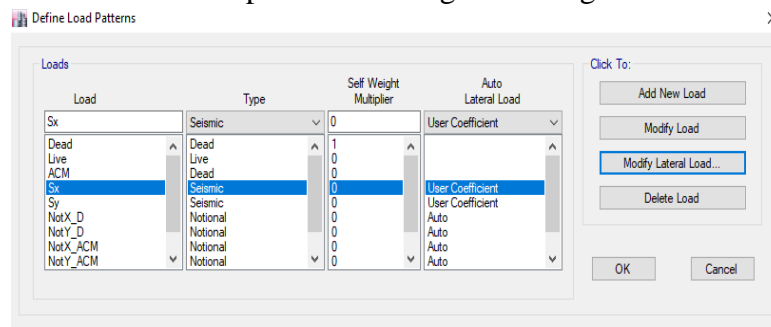 Define Load Patterns
Loads
Click To:
Load Type Self Weight Multiplier Auto Lateral Load
Sx Seismic 0 User Coefficient
Dead Dead 1
Live Live 0
ACM Dead 0
Sx Seismic 0 User Coefficient
Sy Seismic 0 User Coefficient
NotX_D Notional 0 Auto
NotY_D Notional 0 Auto
NotX_ACM Notional 0 Auto
NotY_ACM Notional 0 Auto
Add New Load
Modify Load
Modify Lateral Load...
Delete Load
OK Cancel